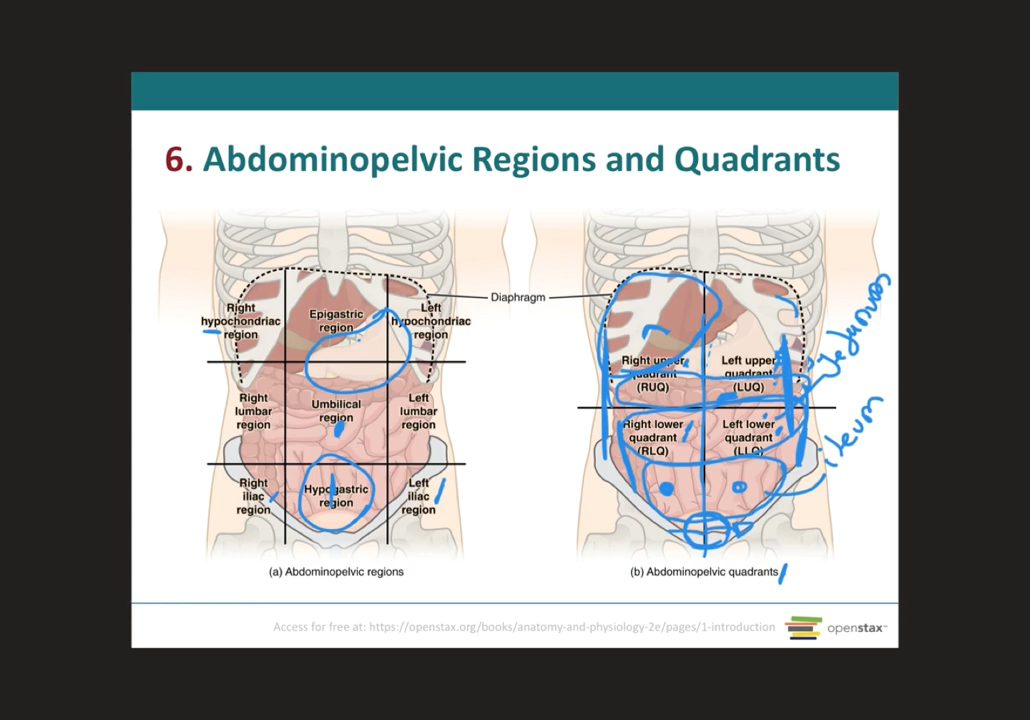 6. Abdominopelvic Regions and Quadrants
Right
hypochondriac
region
Epigastric
region
Left
hypochondriac
region
Right
lumbar
region
Umbilical
region
Left
lumbar
region
Right
iliac
region
Hypogastric
region
Left
iliac
region
(a) Abdominopelvic regions
Diaphragm
Right upper
quadrant
(RUQ)
Left upper
quadrant
(LUQ)
Right lower
quadrant
(RLQ)
Left lower
quadrant
(LLQ)
ileum
(b) Abdominopelvic quadrants
Access for free at: https://openstax.org/books/anatomy-and-physiology-2e/pages/1-introduction
openstax™